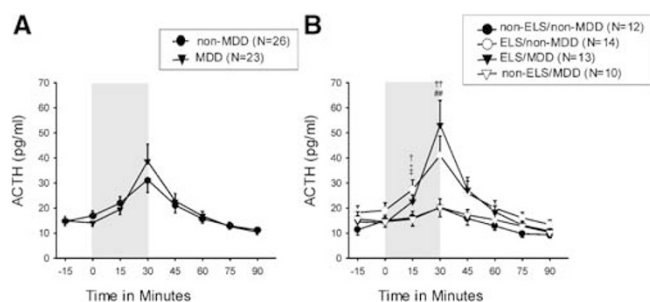 A
non-MDD (N=26)
MDD (N=23)
ACTH (pg/ml)
70
60
50
40
30
20
10
0
-15 0 15 30 45 60 75 90
Time in Minutes
B
non-ELS/non-MDD (N=12)
ELS/non-MDD (N=14)
ELS/MDD (N=13)
non-ELS/MDD (N=10)
ACTH (pg/ml)
70
60
50
40
30
20
10
0
††
##
†
‡
-15 0 15 30 45 60 75 90
Time in Minutes